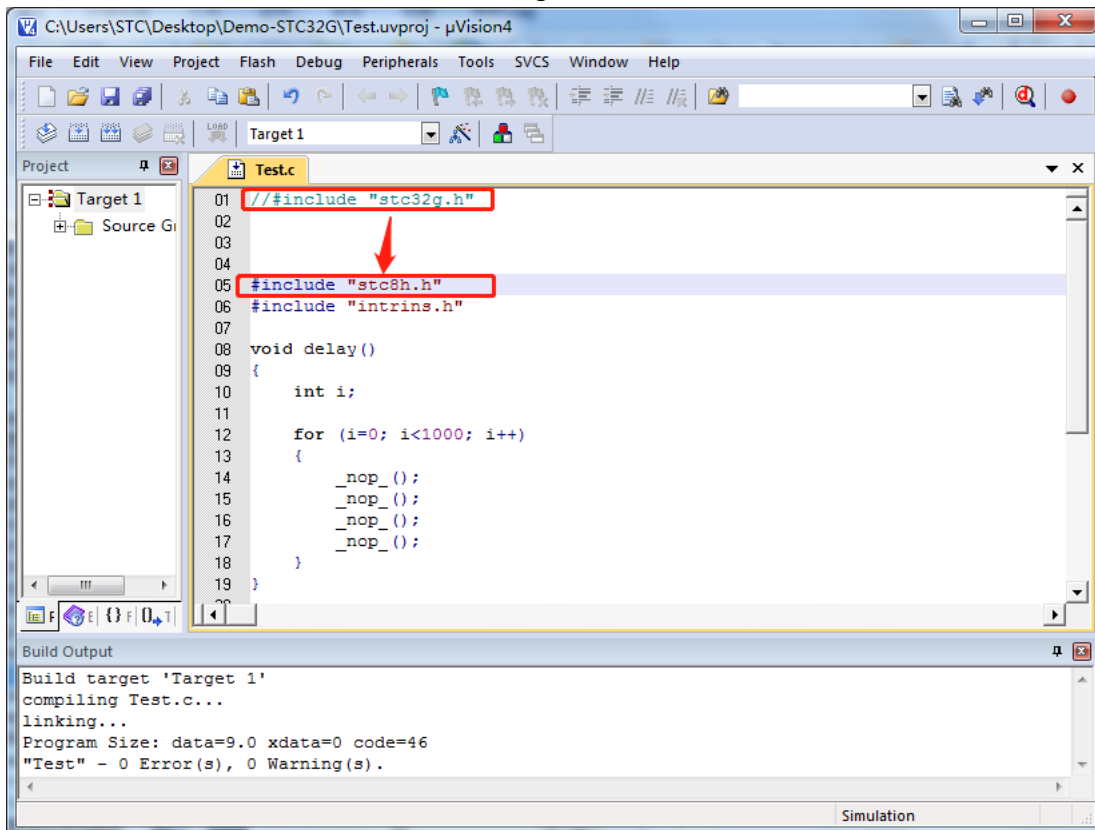 C:\Users\STC\Desktop\Demo-STC32G\Test.uvproj - µVision4
File Edit View Project Flash Debug Peripherals Tools SVCS Window Help
LOAD Target 1
Project
Test.c
Target 1
Source Gr
01 //#include "stc32g.h"
02
03
04
05 #include "stc8h.h"
06 #include "intrins.h"
07
08 void delay()
09 {
10 int i;
11
12 for (i=0; i<1000; i++)
13 {
14 _nop_();
15 _nop_();
16 _nop_();
17 _nop_();
18 }
19 }
F E {} F 0 T
Build Output
Build target 'Target 1'
compiling Test.c...
linking...
Program Size: data=9.0 xdata=0 code=46
"Test" - 0 Error(s), 0 Warning(s).
Simulation